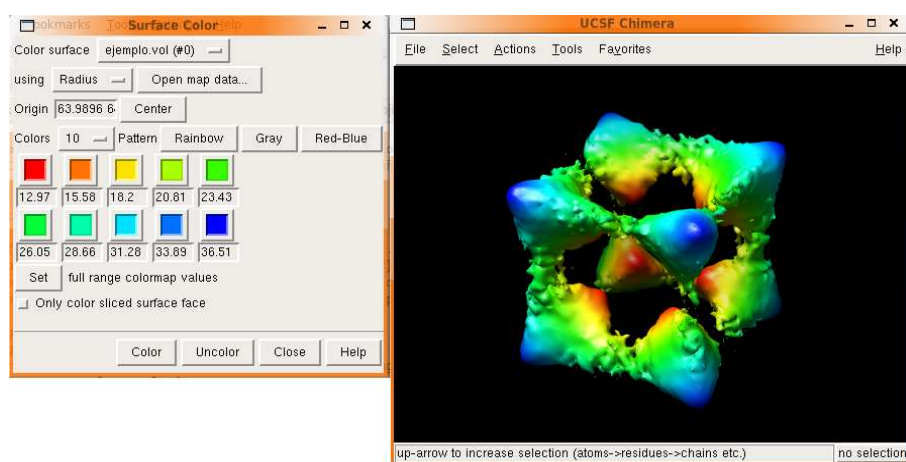 Surface Color
Color surface ejemplo.vol (#0)
using Radius Open map data...
Origin 63.9896 6 Center
Colors 10 Pattern Rainbow Gray Red-Blue
12.97 15.58 18.2 20.81 23.43
26.05 28.66 31.28 33.89 36.51
Set full range colormap values
Only color sliced surface face
Color Uncolor Close Help
UCSF Chimera
File Select Actions Tools Favorites Help
up-arrow to increase selection (atoms->residues->chains etc.) no selection